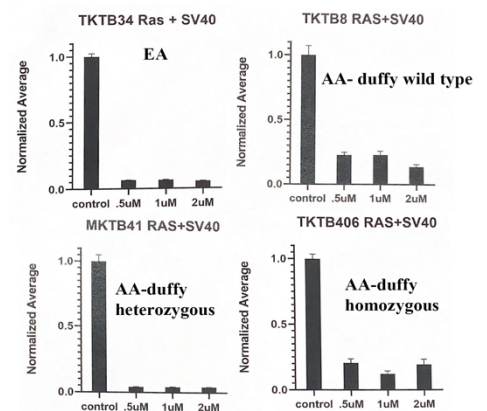 TKTB34 Ras + SV40
EA
Normalized Average
1.0
0.5
0.0
control .5uM 1uM 2uM
TKTB8 RAS+SV40
AA- duffy wild type
Normalized Average
1.0
0.5
0.0
control .5uM 1uM 2uM
MKTB41 RAS+SV40
AA-duffy
heterozygous
Normalized Average
1.0
0.5
0.0
control .5uM 1uM 2uM
TKTB406 RAS+SV40
AA-duffy
homozygous
Normalized Average
1.0
0.5
0.0
control .5uM 1uM 2uM